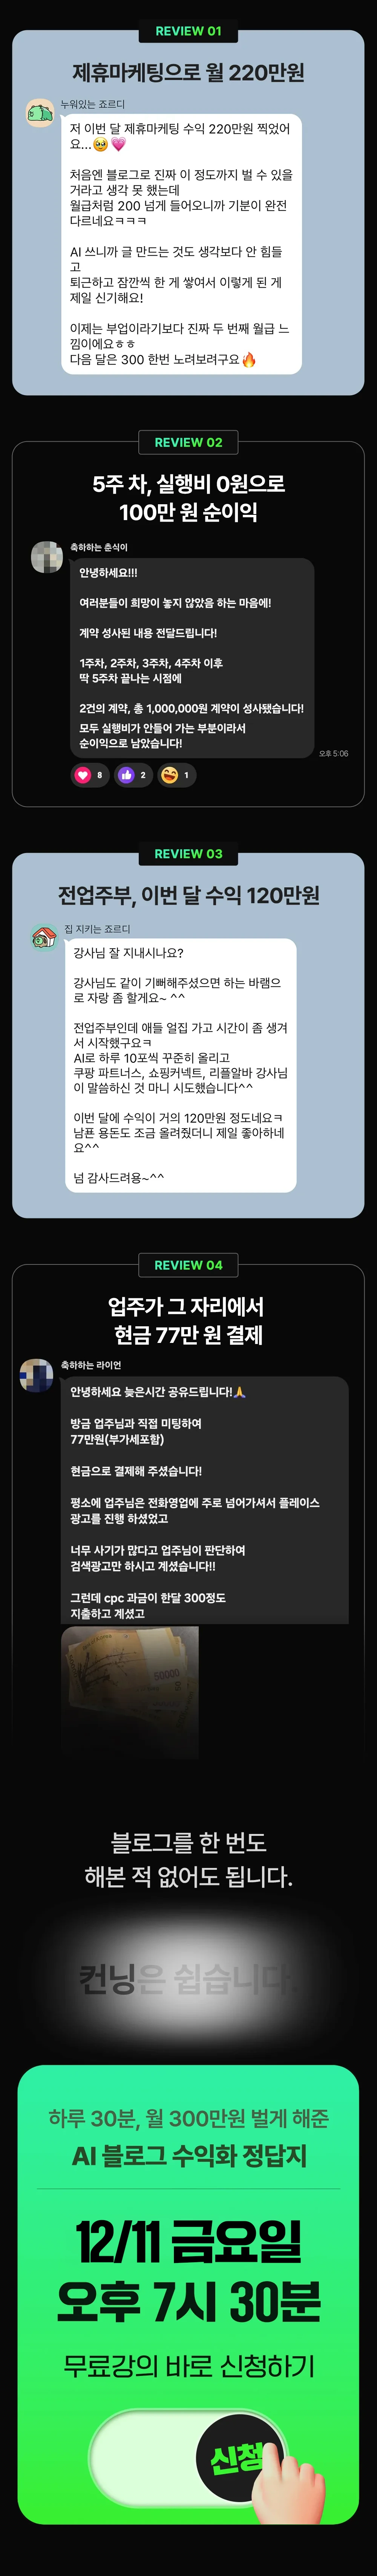 REVIEW 01
제휴마케팅으로 월 220만원
누워있는 죠르디
저 이번 달 제휴마케팅 수익 220만원 찍었어
요...🥹💗
처음엔 블로그로 진짜 이 정도까지 벌 수 있을
거라고 생각 못 했는데
월급처럼 200 넘게 들어오니까 기분이 완전
다르네요ㅋㅋㅋ
AI 쓰니까 글 만드는 것도 생각보다 안 힘들
고
퇴근하고 잠깐씩 한 게 쌓여서 이렇게 된 게
제일 신기해요!
이제는 부업이라기보다 진짜 두 번째 월급 느
낌이에요ㅎㅎ
다음 달은 300 한번 노려보려구요🔥
REVIEW 02
5주 차, 실행비 0원으로
100만 원 순이익
축하하는 춘식이
안녕하세요!!!
여러분들이 희망이 놓지 않았음 하는 마음에!
계약 성사된 내용 전달드립니다!
1주차, 2주차, 3주차, 4주차 이후
딱 5주차 끝나는 시점에
2건의 계약, 총 1,000,000원 계약이 성사됐습니다!
모두 실행비가 안들어 가는 부분이라서
순이익으로 남았습니다!
오후 5:06
8 2 1
REVIEW 03
전업주부, 이번 달 수익 120만원
집 지키는 죠르디
강사님 잘 지내시나요?
강사님도 같이 기뻐해주셨으면 하는 바램으
로 자랑 좀 할게요~ ^^
전업주부인데 애들 얼집 가고 시간이 좀 생겨
서 시작했구요ㅋ
AI로 하루 10포씩 꾸준히 올리고
쿠팡 파트너스, 쇼핑커넥트, 리플알바 강사님
이 말씀하신 것 마니 시도했습니다^^
이번 달에 수익이 거의 120만원 정도네요ㅋ
남푠 용돈도 조금 올려줬더니 제일 좋아하네
요^^
넘 감사드려용~^^
REVIEW 04
업주가 그 자리에서
현금 77만 원 결제
축하하는 라이언
안녕하세요 늦은시간 공유드립니다!🙏
방금 업주님과 직접 미팅하여
77만원(부가세포함)
현금으로 결제해 주셨습니다!
평소에 업주님은 전화영업에 주로 넘어가셔서 플레이스
광고를 진행 하셨었고
너무 사기가 많다고 업주님이 판단하여
검색광고만 하시고 계셨습니다!!
그런데 cpc 과금이 한달 300정도
지출하고 계셨고
50000
블로그를 한 번도
해본 적 없어도 됩니다.
컨닝은 쉽습니다
하루 30분, 월 300만원 벌게 해준
AI 블로그 수익화 정답지
12/11 금요일
오후 7시 30분
무료강의 바로 신청하기
신청